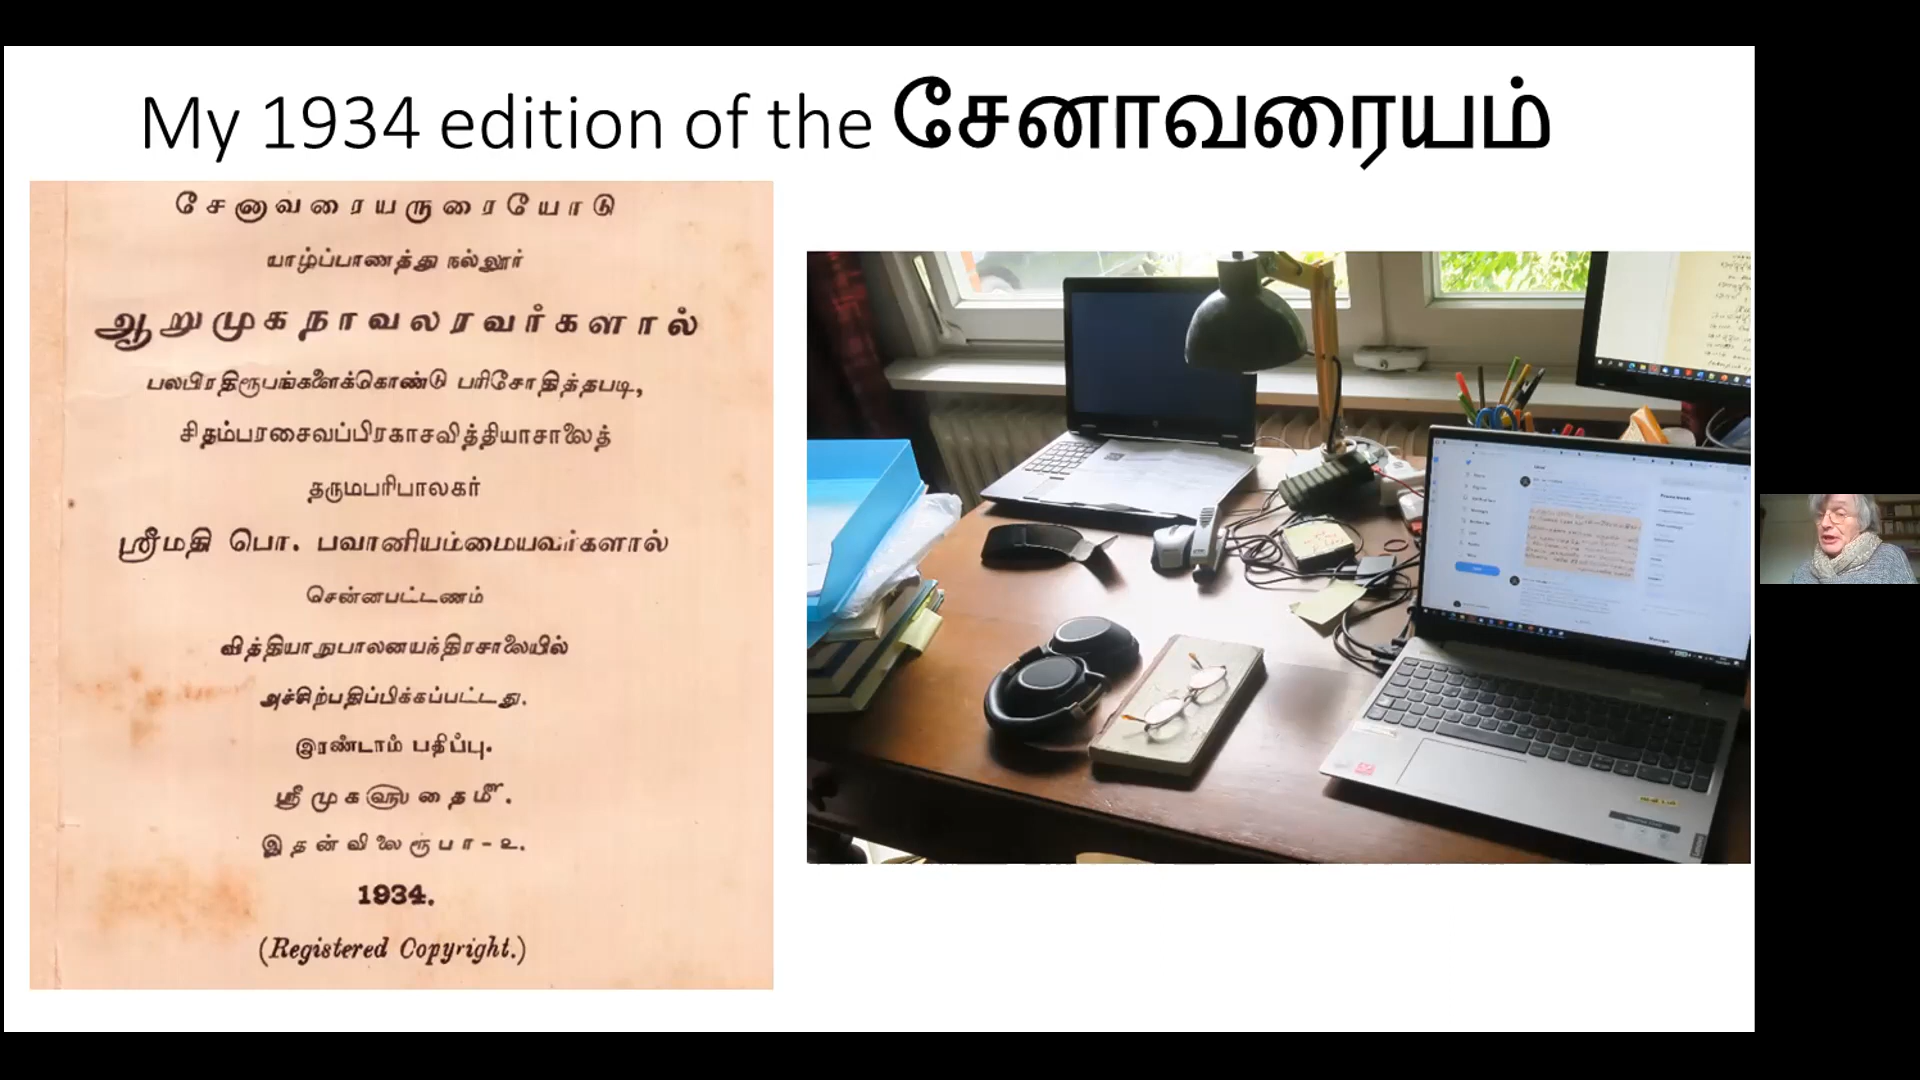 My 1934 edition of the சேனாவரையம்
சேனாவரையருரையோடு
யாழ்ப்பாணத்து நல்லூர்
ஆறுமுகநாவலரவர்களால்
பலபிரதிரூபங்களைக்கொண்டு பரிசோதித்தபடி,
சிதம்பரசைவப்பிரகாசவித்தியாசாலைத்
தருமபரிபாலகர்
ஸ்ரீமதி பொ. பவானியம்மையவர்களால்
சென்னபட்டணம்
வித்தியாநுபாலனயந்திரசாலையில்
அச்சிற்பதிப்பிக்கப்பட்டது.
இரண்டாம் பதிப்பு.
ஸ்ரீமுகளு தைமீ.
இதன்விலைரூபா-௨.
1934.
(Registered Copyright.)